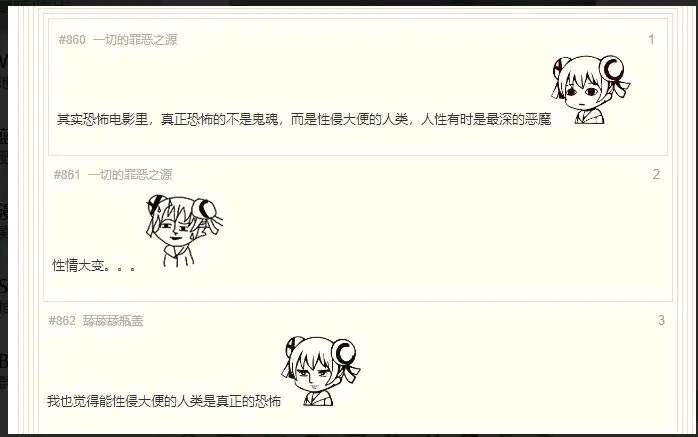 #860 一切的罪恶之源
1
其实恐怖电影里，真正恐怖的不是鬼魂，而是性侵大便的人类，人性有时是最深的恶魔
#861 一切的罪恶之源
2
性情大变。。。
#862 舔舔舔瓶盖
3
我也觉得能性侵大便的人类是真正的恐怖